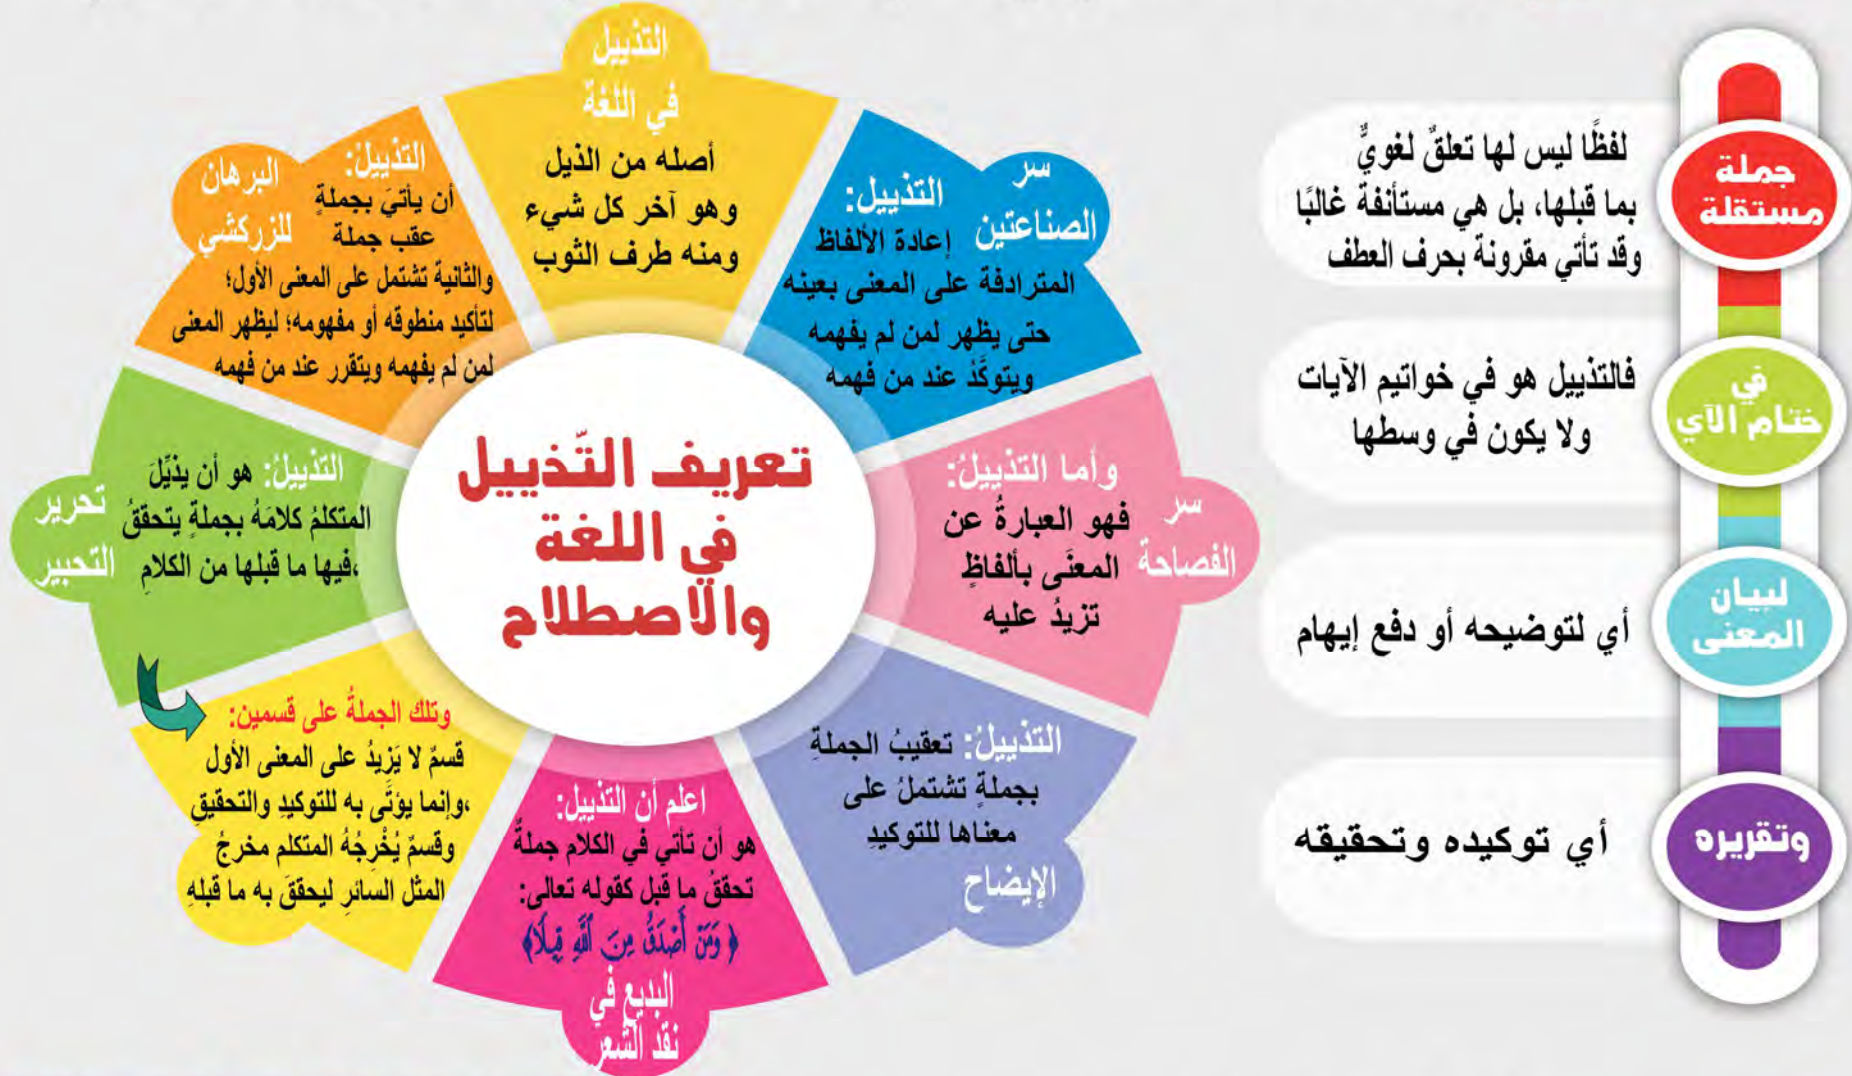 تعريف التّذييل
في اللغة
والاصطلاح
التذييل
في اللغة
أصله من الذيل
وهو آخر كل شيء
ومنه طرف الثوب
سر
الصناعتين
التذييل:
إعادة الألفاظ
المترادفة على المعنى بعينه
حتى يظهر لمن لم يفهمه
ويتوكَّدُ عند من فهمه
سر
الفصاحة
وأما التذييلُ:
فهو العبارةُ عن
المعنَى بألفاظٍ
تزيدُ عليه
التذييلُ: تعقيبُ الجملةِ
بجملةٍ تشتملُ على
معناها للتوكيدِ
الإيضاح
اعلم أن التذييل:
هو أن تأتي في الكلام جملةٌ
تحققُ ما قبل كقوله تعالى:
﴿وَمَنْ أَصْدَقُ مِنَ ٱللَّهِ قِيلًا﴾
البديع في
نقد الشعر
وتلك الجملةُ على قسمين:
قسمٌ لا يَزيدُ على المعنى الأول
،وإنما يؤتَى به للتوكيدِ والتحقيقِ
وقسمٌ يُخْرِجُهُ المتكلم مخرجُ
المثل السائرِ ليحققَ به ما قبلهِ
تحرير
التحبير
التذييلُ: هو أن يذيِّلَ
المتكلمُ كلامَهُ بجملةٍ يتحققُ
،فيها ما قبلها من الكلامِ
البرهان
للزركشي
التذييلُ:
أن يأتيَ بجملةٍ
عقب جملة
والثانية تشتمل على المعنى الأول؛
لتأكيد منطوقه أو مفهومه؛ ليظهر المعنى
لمن لم يفهمه ويتقرر عند من فهمه
جملة
مستقلة
لفظًا ليس لها تعلقٌ لغويٌّ
بما قبلها، بل هي مستأنفة غالبًا
وقد تأتي مقرونة بحرف العطف
في
ختام الآي
فالتذييل هو في خواتيم الآيات
ولا يكون في وسطها
لبيان
المعنى
أي لتوضيحه أو دفع إيهام
وتقريره
أي توكيده وتحقيقه